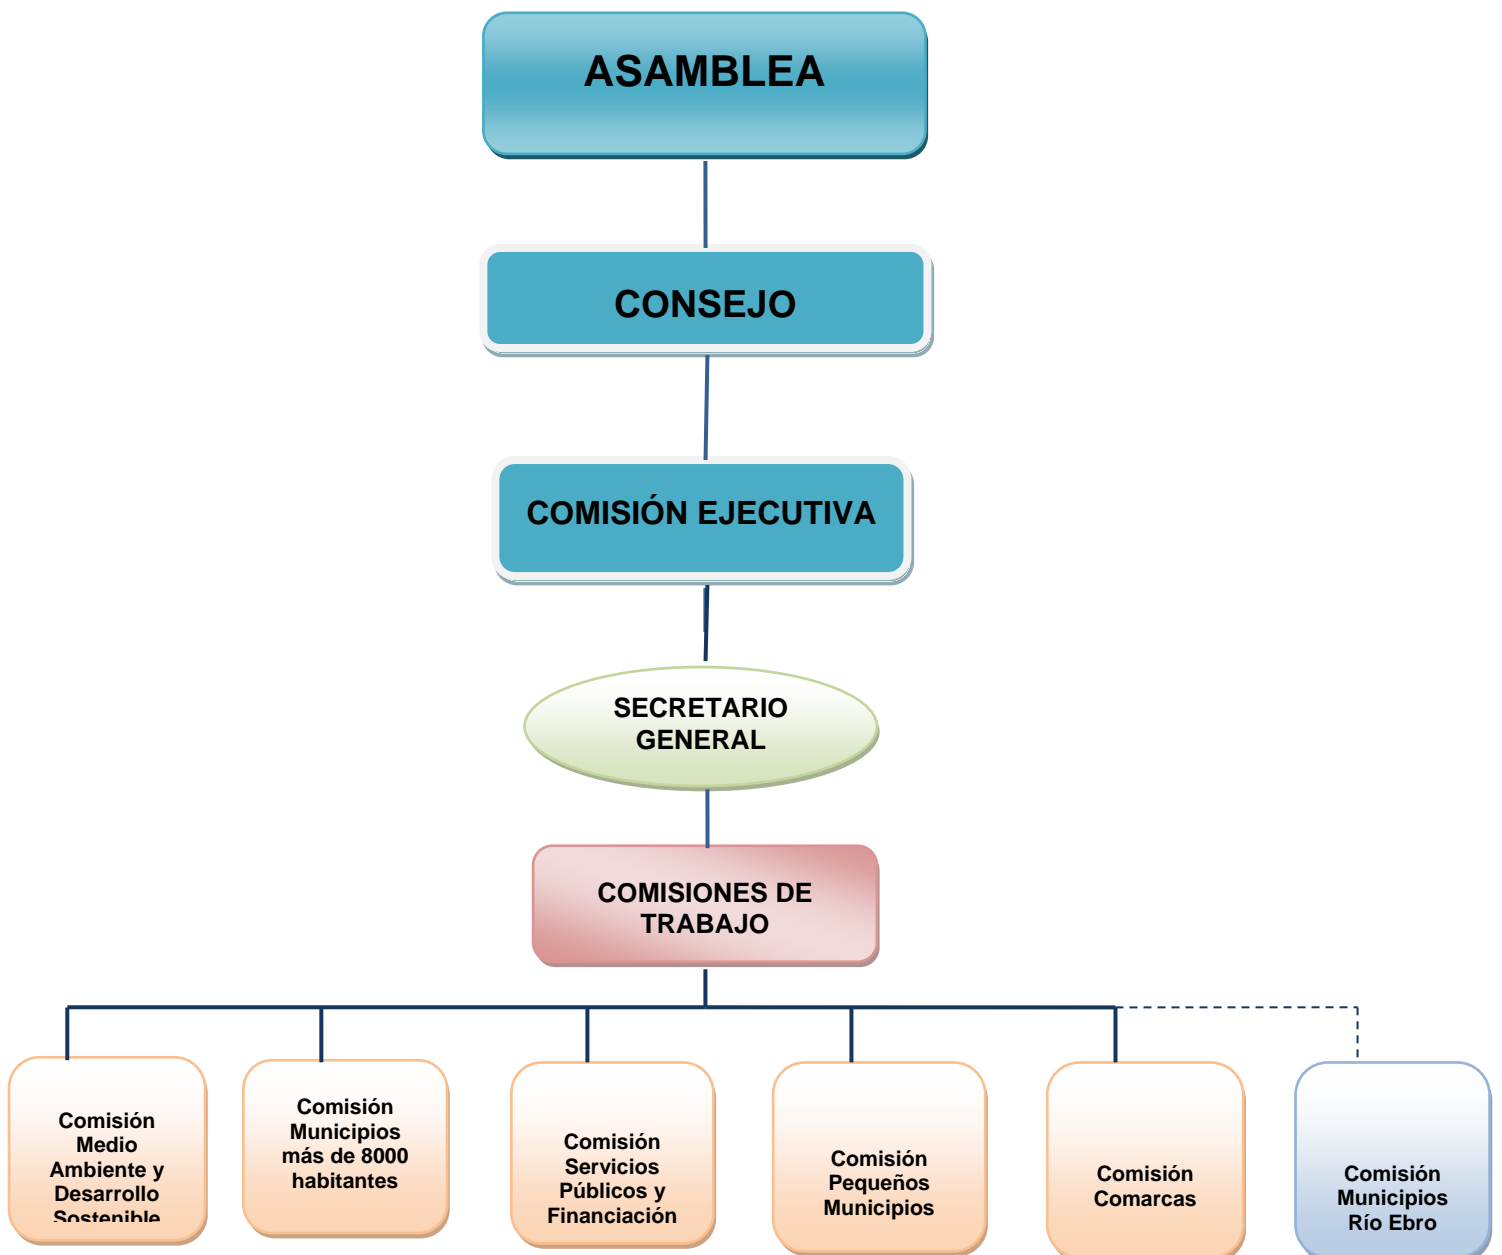 ASAMBLEA
CONSEJO
COMISIÓN EJECUTIVA
SECRETARIO
GENERAL
COMISIONES DE
TRABAJO
Comisión
Medio
Ambiente y
Desarrollo
Sostenible
Comisión
Municipios
más de 8000
habitantes
Comisión
Servicios
Públicos y
Financiación
Comisión
Pequeños
Municipios
Comisión
Comarcas
Comisión
Municipios
Río Ebro